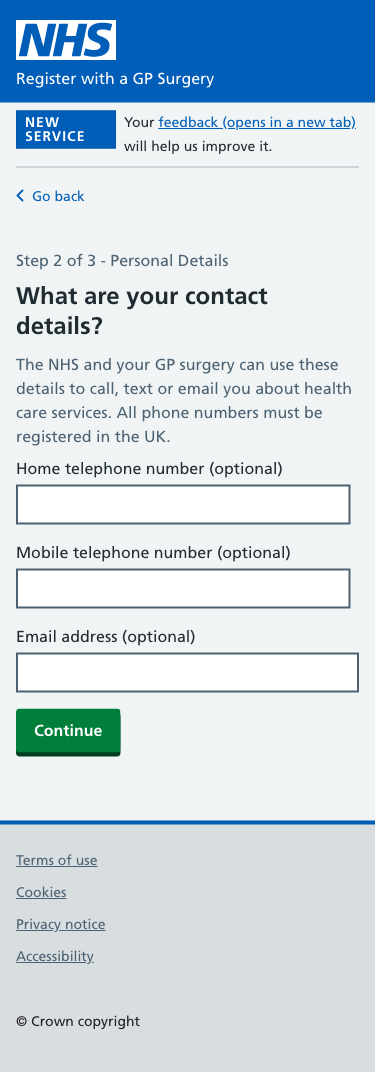 NHS
Register with a GP Surgery
NEW
SERVICE
Your feedback (opens in a new tab)
will help us improve it.
Go back
Step 2 of 3 - Personal Details
What are your contact
details?
The NHS and your GP surgery can use these
details to call, text or email you about health
care services. All phone numbers must be
registered in the UK.
Home telephone number (optional)
Mobile telephone number (optional)
Email address (optional)
Continue
Terms of use
Cookies
Privacy notice
Accessibility
© Crown copyright